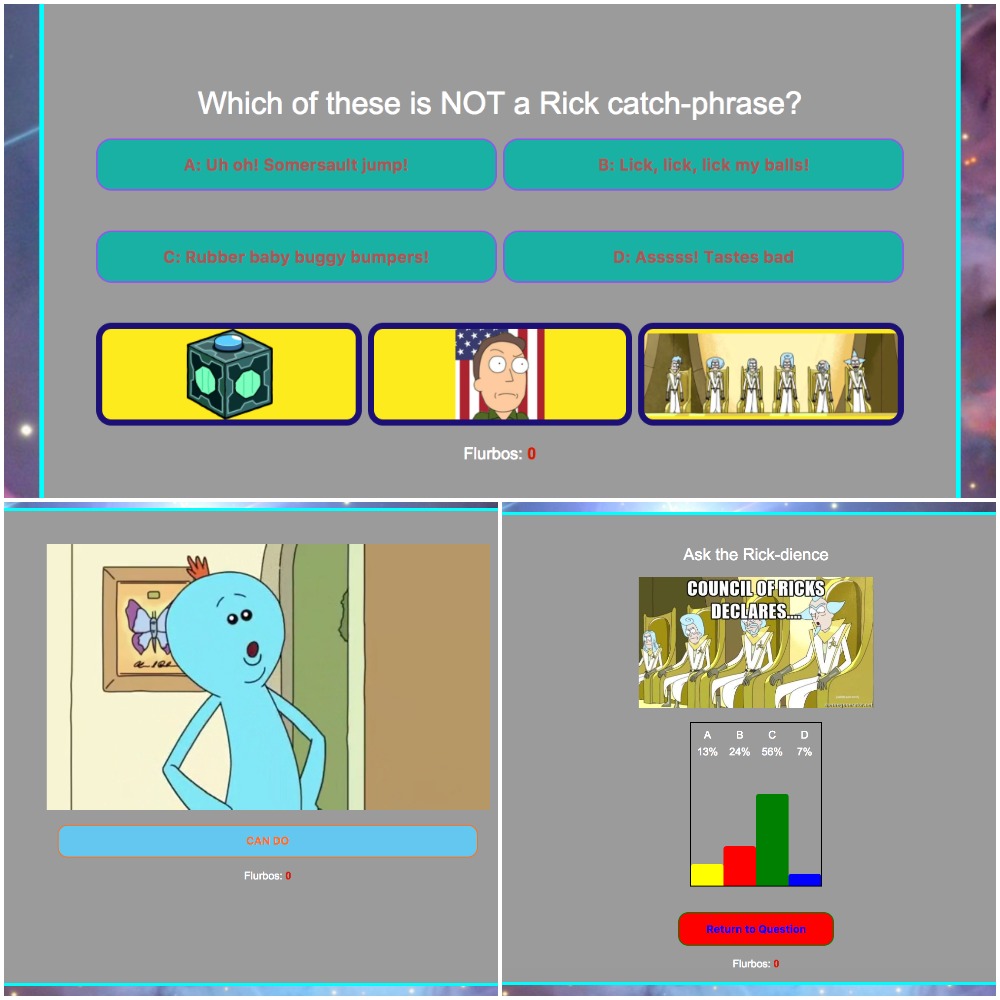 Which of these is NOT a Rick catch-phrase?
A: Uh oh! Somersault jump!
B: Lick, lick, lick my balls!
C: Rubber baby buggy bumpers!
D: Asssss! Tastes bad
Flurbos: 0
CAN DO
Flurbos: 0
Ask the Rick-dience
COUNCIL OF RICKS
DECLARES....
A B C D
13% 24% 56% 7%
Return to Question
Flurbos: 0